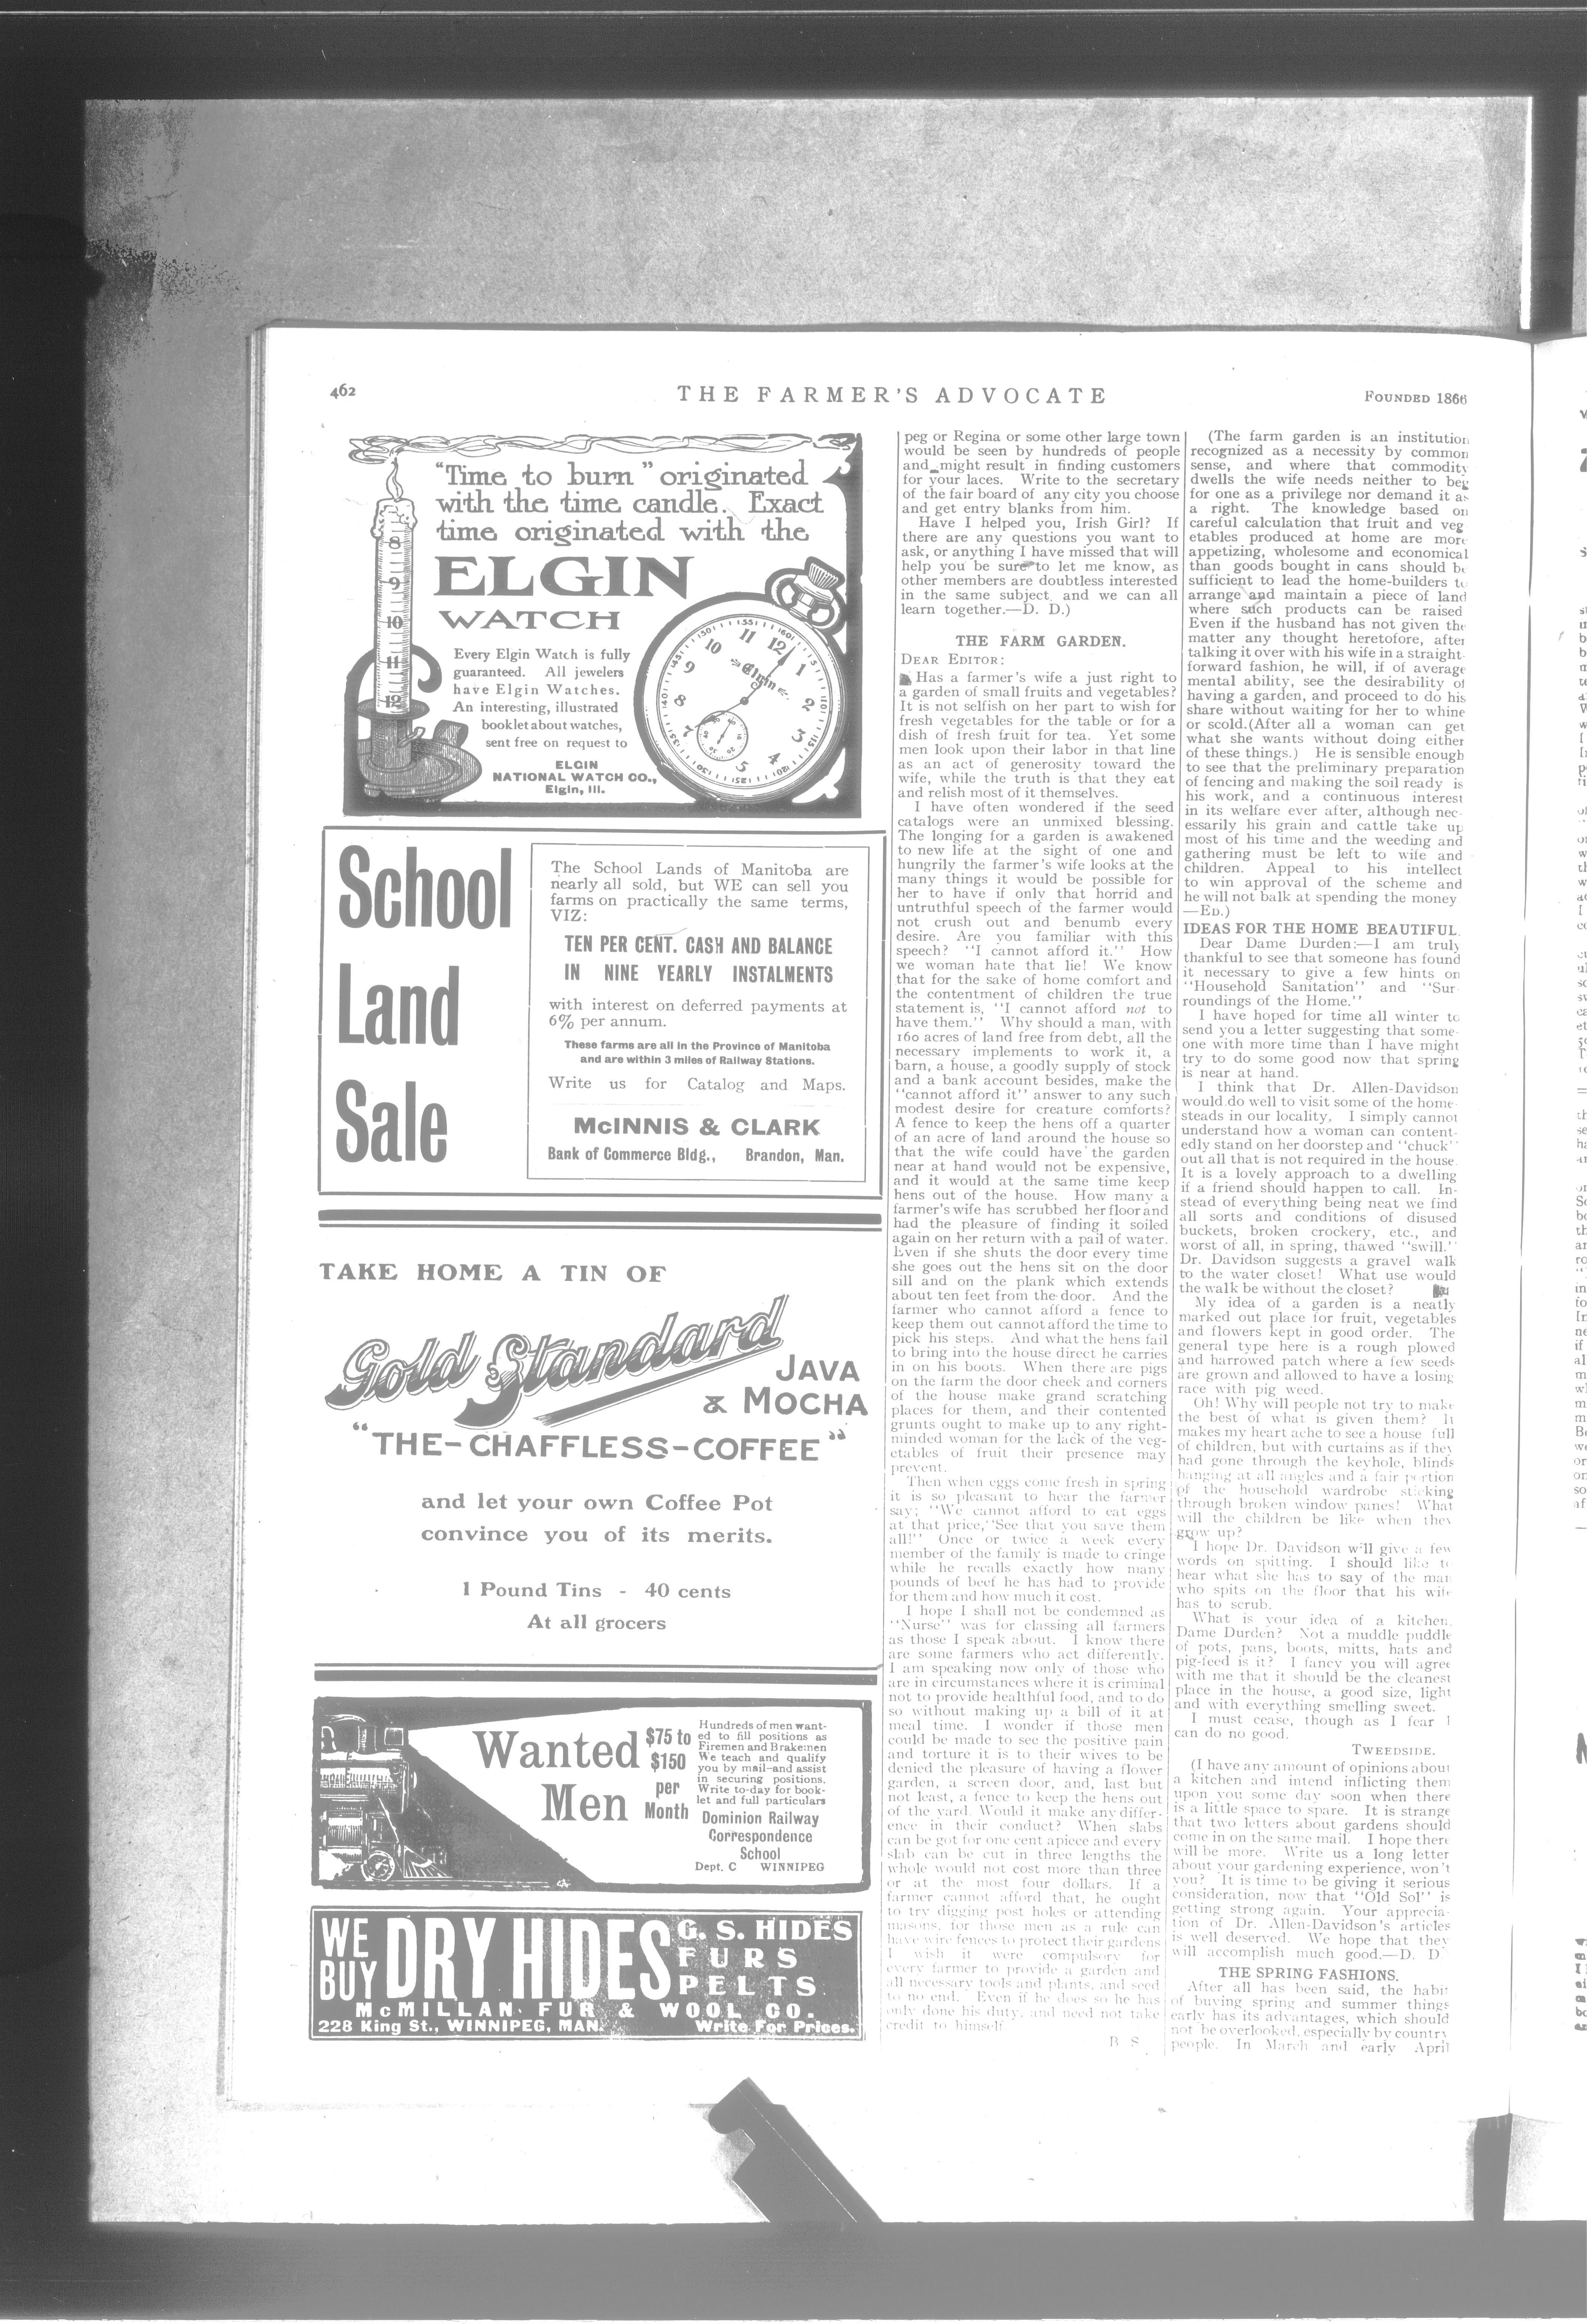 462
THE FARMER'S ADVOCATE
FOUNDED 1866
"Time to burn" originated
with the time candle. Exact
time originated with the
ELGIN
WATCH
Every Elgin Watch is fully
guaranteed. All jewelers
have Elgin Watches.
An interesting, illustrated
booklet about watches,
sent free on request to
ELGIN
NATIONAL WATCH CO.,
Elgin, Ill.
School
Land
Sale
The School Lands of Manitoba are
nearly all sold, but WE can sell you
farms on practically the same terms,
VIZ:
TEN PER CENT. CASH AND BALANCE
IN NINE YEARLY INSTALMENTS
with interest on deferred payments at
6% per annum.
These farms are all in the Province of Manitoba
and are within 3 miles of Railway Stations.
Write us for Catalog and Maps.
McINNIS & CLARK
Bank of Commerce Bldg., Brandon, Man.
TAKE HOME A TIN OF
Gold Standard
JAVA
& MOCHA
"THE-CHAFFLESS-COFFEE"
and let your own Coffee Pot
convince you of its merits.
1 Pound Tins - 40 cents
At all grocers
Wanted
Men
$75 to
$150
per
Month
Hundreds of men want-
ed to fill positions as
Firemen and Brakemen
We teach and qualify
you by mail-and assist
in securing positions.
Write to-day for book-
let and full particulars
Dominion Railway
Correspondence
School
Dept. C WINNIPEG
WE
BUY
DRY HIDES
G. S. HIDES
FURS
PELTS
McMILLAN FUR & WOOL CO.
228 King St., WINNIPEG, MAN. Write For Prices.
peg or Regina or some other large town
would be seen by hundreds of people
and might result in finding customers
for your laces. Write to the secretary
of the fair board of any city you choose
and get entry blanks from him.
Have I helped you, Irish Girl? If
there are any questions you want to
ask, or anything I have missed that will
help you be sure to let me know, as
other members are doubtless interested
in the same subject and we can all
learn together.—D. D.)
THE FARM GARDEN.
DEAR EDITOR:
Has a farmer's wife a just right to
a garden of small fruits and vegetables?
It is not selfish on her part to wish for
fresh vegetables for the table or for a
dish of fresh fruit for tea. Yet some
men look upon their labor in that line
as an act of generosity toward the
wife, while the truth is that they eat
and relish most of it themselves.
I have often wondered if the seed
catalogs were an unmixed blessing.
The longing for a garden is awakened
to new life at the sight of one and
hungrily the farmer's wife looks at the
many things it would be possible for
her to have if only that horrid and
untruthful speech of the farmer would
not crush out and benumb every
desire. Are you familiar with this
speech? "I cannot afford it." How
we woman hate that lie! We know
that for the sake of home comfort and
the contentment of children the true
statement is, "I cannot afford not to
have them." Why should a man, with
160 acres of land free from debt, all the
necessary implements to work it, a
barn, a house, a goodly supply of stock
and a bank account besides, make the
"cannot afford it" answer to any such
modest desire for creature comforts?
A fence to keep the hens off a quarter
of an acre of land around the house so
that the wife could have the garden
near at hand would not be expensive,
and it would at the same time keep
hens out of the house. How many a
farmer's wife has scrubbed her floor and
had the pleasure of finding it soiled
again on her return with a pail of water.
Even if she shuts the door every time
she goes out the hens sit on the door
sill and on the plank which extends
about ten feet from the door. And the
farmer who cannot afford a fence to
keep them out cannot afford the time to
pick his steps. And what the hens fail
to bring into the house direct he carries
in on his boots. When there are pigs
on the farm the door cheek and corners
of the house make grand scratching
places for them, and their contented
grunts ought to make up to any right-
minded woman for the lack of the veg-
etables of fruit their presence may
prevent.
Then when eggs come fresh in spring
it is so pleasant to hear the farmer
say; "We cannot afford to eat eggs
at that price,"See that you save them
all!" Once or twice a week every
member of the family is made to cringe
while he recalls exactly how many
pounds of beef he has had to provide
for them and how much it cost.
I hope I shall not be condemned as
"Nurse" was for classing all farmers
as those I speak about. I know there
are some farmers who act differently.
I am speaking now only of those who
are in circumstances where it is criminal
not to provide healthful food, and to do
so without making up a bill of it at
meal time. I wonder if those men
could be made to see the positive pain
and torture it is to their wives to be
denied the pleasure of having a flower
garden, a screen door, and, last but
not least, a fence to keep the hens out
of the yard. Would it make any differ-
ence in their conduct? When slabs
can be got for one cent apiece and every
slab can be cut in three lengths the
whole would not cost more than three
or at the most four dollars. If a
farmer cannot afford that, he ought
to try digging post holes or attending
masons, for those men as a rule can
have wire fences to protect their gardens
I wish it were compulsory for
every farmer to provide a garden and
all necessary tools and plants, and seed
to no end. Even if he does so he has
only done his duty, and need not take
credit to himself
B. S.
(The farm garden is an institution
recognized as a necessity by common
sense, and where that commodity
dwells the wife needs neither to beg
for one as a privilege nor demand it as
a right. The knowledge based on
careful calculation that fruit and veg
etables produced at home are more
appetizing, wholesome and economical
than goods bought in cans should be
sufficient to lead the home-builders to
arrange and maintain a piece of land
where such products can be raised
Even if the husband has not given the
matter any thought heretofore, after
talking it over with his wife in a straight-
forward fashion, he will, if of average
mental ability, see the desirability of
having a garden, and proceed to do his
share without waiting for her to whine
or scold.(After all a woman can get
what she wants without doing either
of these things.) He is sensible enough
to see that the preliminary preparation
of fencing and making the soil ready is
his work, and a continuous interest
in its welfare ever after, although nec-
essarily his grain and cattle take up
most of his time and the weeding and
gathering must be left to wife and
children. Appeal to his intellect
to win approval of the scheme and
he will not balk at spending the money
—ED.)
IDEAS FOR THE HOME BEAUTIFUL.
Dear Dame Durden:—I am truly
thankful to see that someone has found
it necessary to give a few hints on
"Household Sanitation" and "Sur-
roundings of the Home."
I have hoped for time all winter to
send you a letter suggesting that some-
one with more time than I have might
try to do some good now that spring
is near at hand.
I think that Dr. Allen-Davidson
would do well to visit some of the home-
steads in our locality. I simply cannot
understand how a woman can content-
edly stand on her doorstep and "chuck"
out all that is not required in the house.
It is a lovely approach to a dwelling
if a friend should happen to call. In-
stead of everything being neat we find
all sorts and conditions of disused
buckets, broken crockery, etc., and
worst of all, in spring, thawed "swill."
Dr. Davidson suggests a gravel walk
to the water closet! What use would
the walk be without the closet?
My idea of a garden is a neatly
marked out place for fruit, vegetables
and flowers kept in good order. The
general type here is a rough plowed
and harrowed patch where a few seeds
are grown and allowed to have a losing
race with pig weed.
Oh! Why will people not try to make
the best of what is given them? It
makes my heart ache to see a house full
of children, but with curtains as if they
had gone through the keyhole, blinds
hanging at all angles and a fair portion
of the household wardrobe sticking
through broken window panes! What
will the children be like when they
grow up?
I hope Dr. Davidson will give a few
words on spitting. I should like to
hear what she has to say of the man
who spits on the floor that his wife
has to scrub.
What is your idea of a kitchen,
Dame Durden? Not a muddle puddle
of pots, pans, boots, mitts, hats and
pig-feed is it? I fancy you will agree
with me that it should be the cleanest
place in the house, a good size, light
and with everything smelling sweet.
I must cease, though as I fear I
can do no good.
TWEEDSIDE.
(I have any amount of opinions about
a kitchen and intend inflicting them
upon you some day soon when there
is a little space to spare. It is strange
that two letters about gardens should
come in on the same mail. I hope there
will be more. Write us a long letter
about your gardening experience, won't
you? It is time to be giving it serious
consideration, now that "Old Sol" is
getting strong again. Your apprecia-
tion of Dr. Allen-Davidson's articles
is well deserved. We hope that they
will accomplish much good.—D. D
THE SPRING FASHIONS.
After all has been said, the habit
of buying spring and summer things
early has its advantages, which should
not be overlooked, especially by country
people. In March and early April